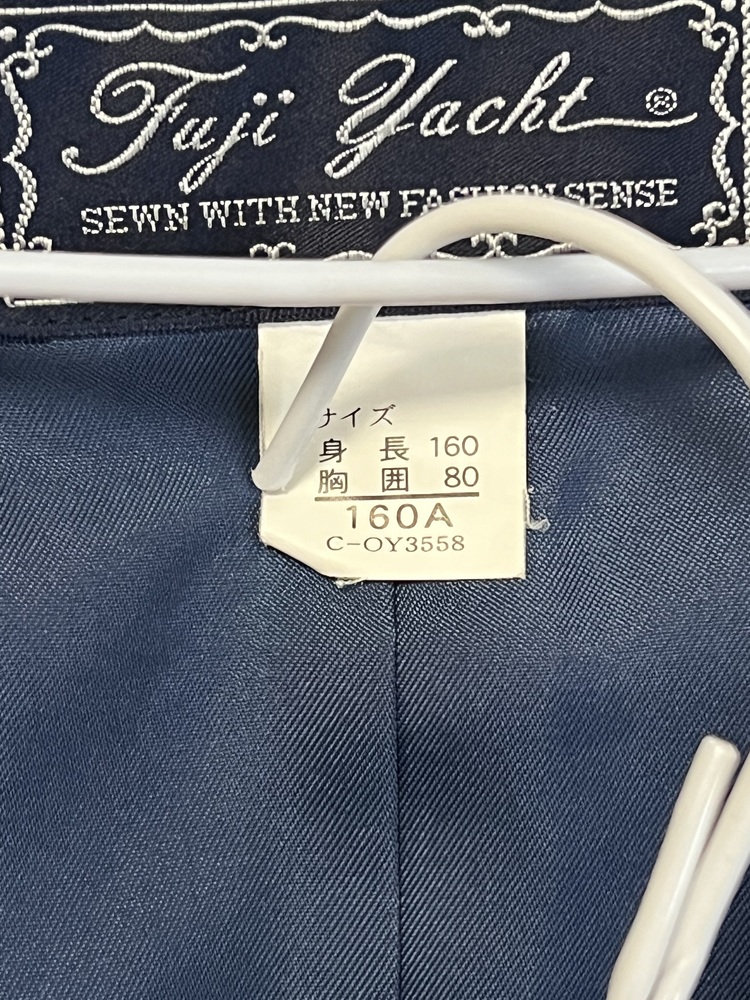 Fuji Yacht ®
SEWN WITH NEW FASHION SENSE
サイズ
身長 160
胸囲 80
160A
C-OY3558